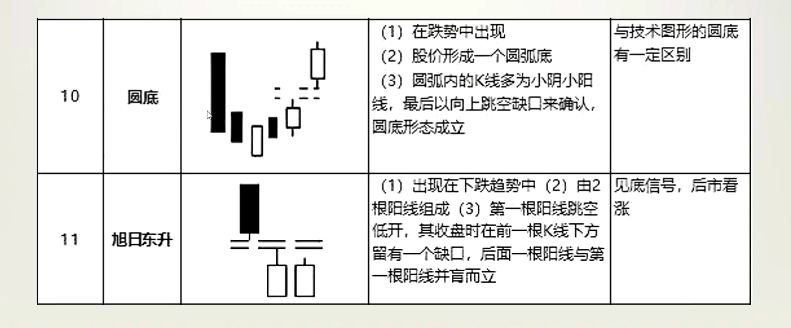 10
圆底
（1）在跌势中出现
（2）股价形成一个圆弧底
（3）圆弧内的K线多为小阴小阳
线，最后以向上跳空缺口来确认，
圆底形态成立
与技术图形的圆底
有一定区别
11
旭日东升
（1）出现在下跌趋势中（2）由2
根阳线组成（3）第一根阳线跳空
低开，其收盘时在前一根K线下方
留有一个缺口，后面一根阳线与第
一根阳线并肓而立
见底信号，后市看
涨